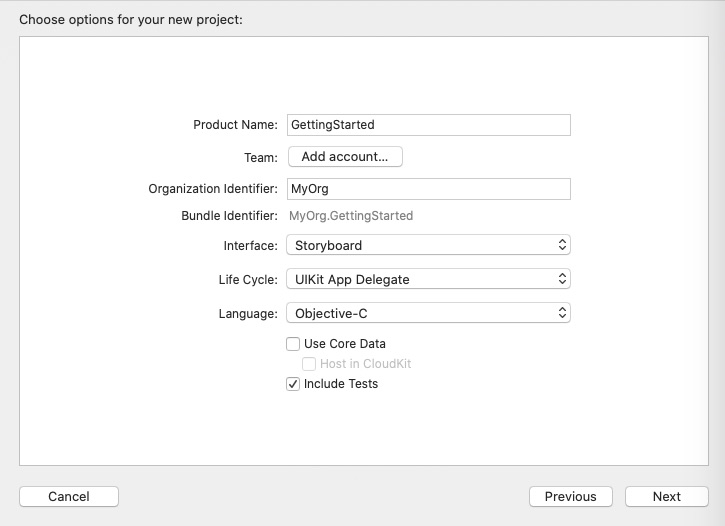 Choose options for your new project:
Product Name: GettingStarted
Team: Add account...
Organization Identifier: MyOrg
Bundle Identifier: MyOrg.GettingStarted
Interface: Storyboard
Life Cycle: UIKit App Delegate
Language: Objective-C
Use Core Data
Host in CloudKit
Include Tests
Cancel Previous Next